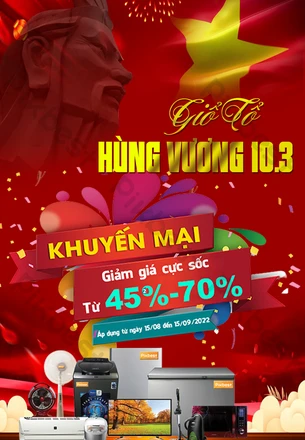 Giỗ Tổ
HÙNG VƯƠNG 10.3
KHUYẾN MẠI
Giảm giá cực sốc
Từ 45%-70%
Áp dụng từ ngày 15/08 đến 15/09/2022